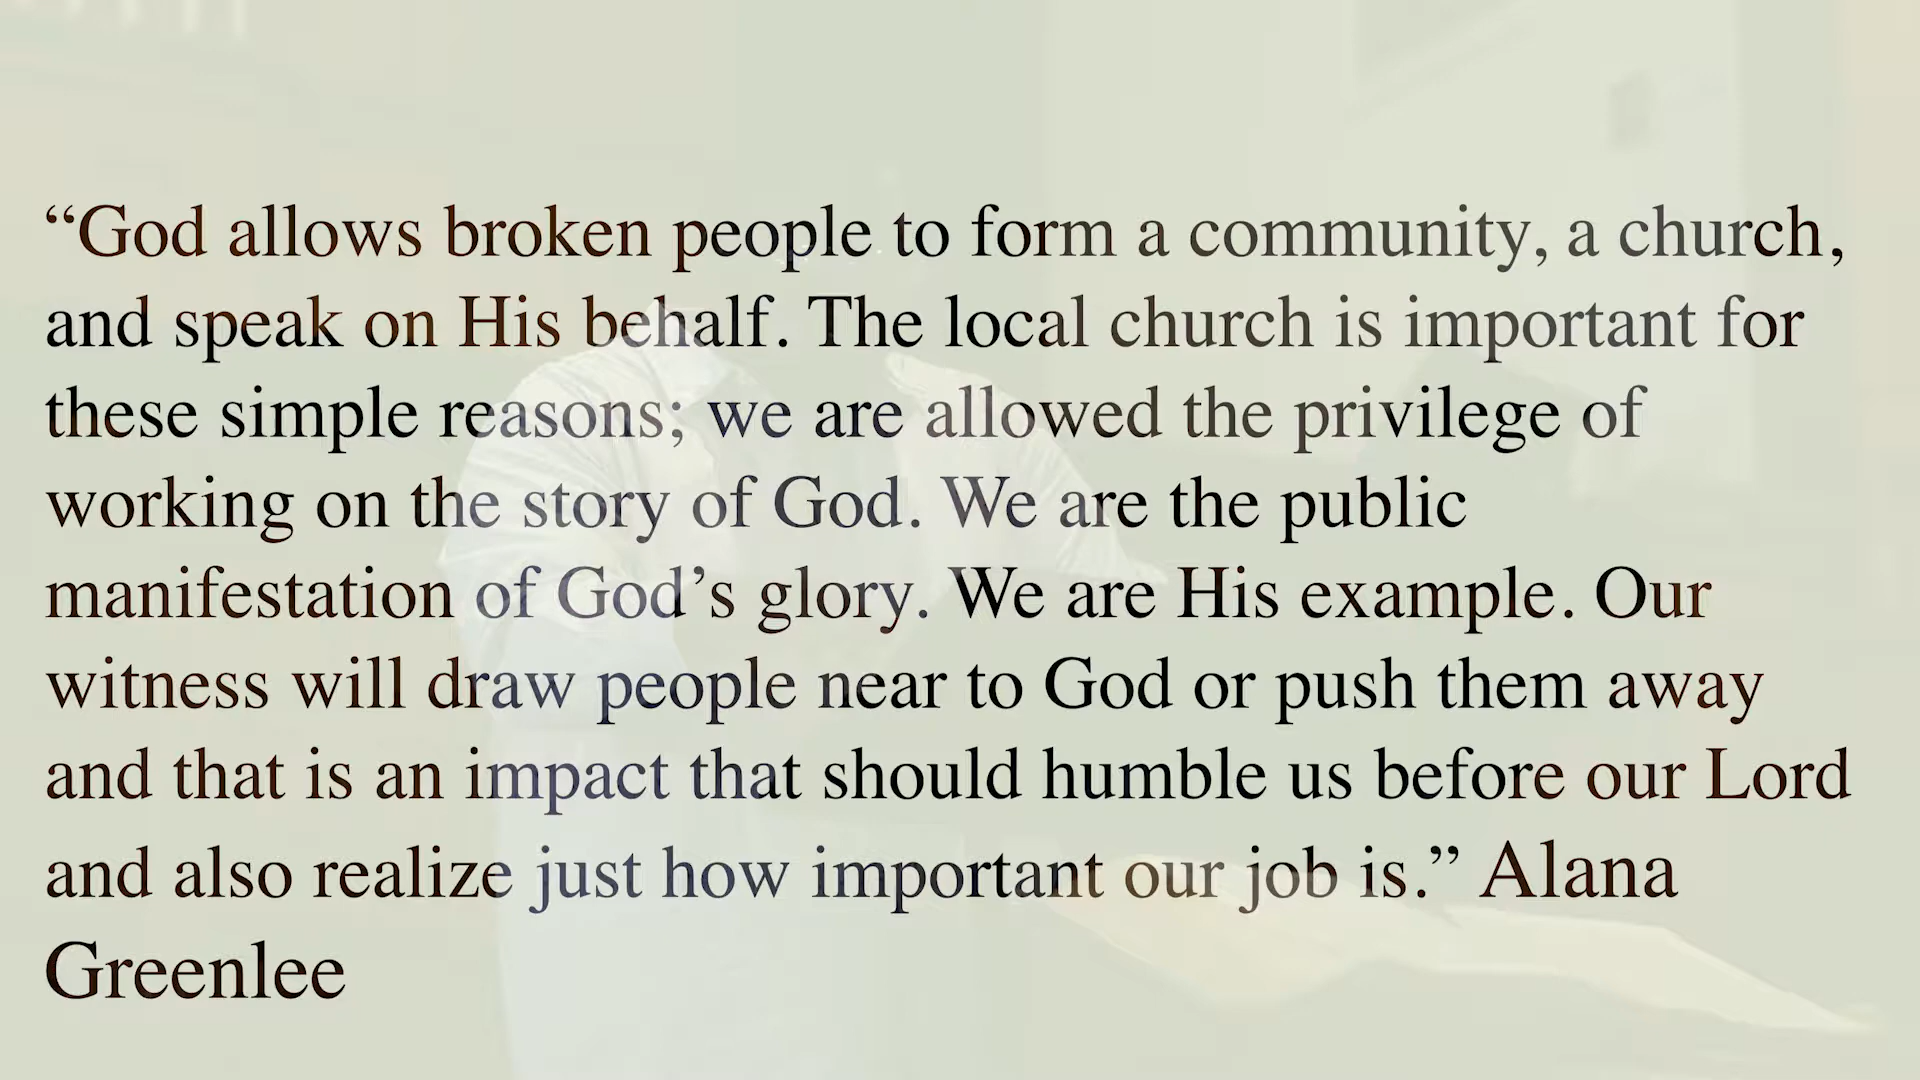 “God allows broken people to form a community, a church,
and speak on His behalf. The local church is important for
these simple reasons; we are allowed the privilege of
working on the story of God. We are the public
manifestation of God’s glory. We are His example. Our
witness will draw people near to God or push them away
and that is an impact that should humble us before our Lord
and also realize just how important our job is.” Alana
Greenlee